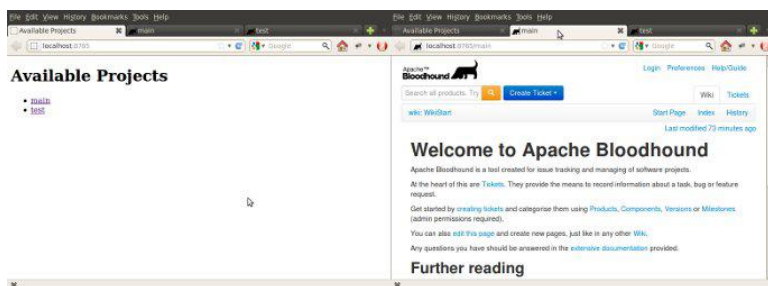 File Edit View History Bookmarks Tools Help
Available Projects main test
localhost:8765
Google
Available Projects
main
test
File Edit View History Bookmarks Tools Help
Available Projects main test
localhost:8765/main
Google
Apache™
Bloodhound
Login Preferences Help/Guide
Search all products. Try
Create Ticket
Wiki Tickets
wiki: WikiStart
Start Page Index History
Last modified 73 minutes ago
Welcome to Apache Bloodhound
Apache Bloodhound is a tool created for issue tracking and managing of software projects.
At the heart of this are Tickets. They provide the means to record information about a task, bug or feature
request.
Get started by creating tickets and categorise them using Products, Components, Versions or Milestones
(admin permissions required).
You can also edit this page and create new pages, just like in any other Wiki.
Any questions you have should be answered in the extensive documentation provided.
Further reading